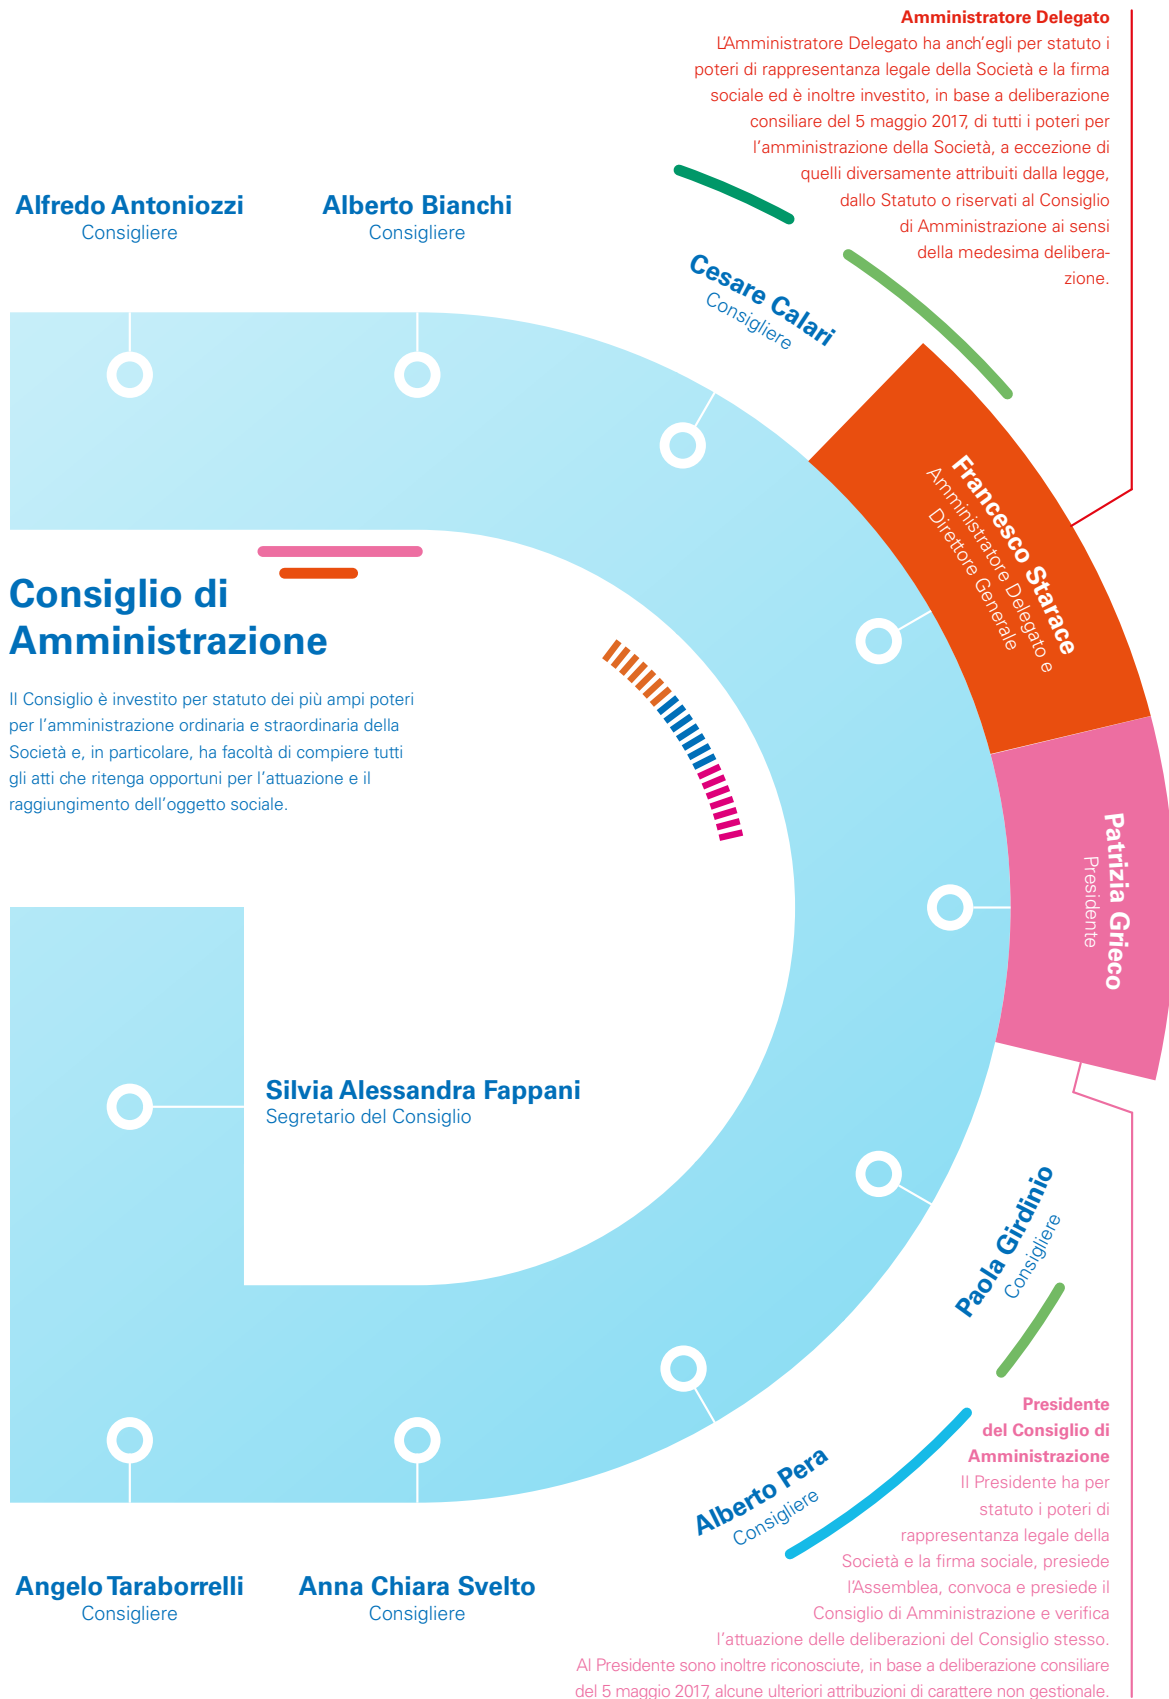 Amministratore Delegato
L'Amministratore Delegato ha anch'egli per statuto i
poteri di rappresentanza legale della Società e la firma
sociale ed è inoltre investito, in base a deliberazione
consiliare del 5 maggio 2017, di tutti i poteri per
l'amministrazione della Società, a eccezione di
quelli diversamente attribuiti dalla legge,
dallo Statuto o riservati al Consiglio
di Amministrazione ai sensi
della medesima delibera-
zione.
Alfredo Antoniozzi
Consigliere
Alberto Bianchi
Consigliere
Cesare Calari
Consigliere
Francesco Starace
Amministratore Delegato e
Direttore Generale
Patrizia Grieco
Presidente
Consiglio di
Amministrazione
Il Consiglio è investito per statuto dei più ampi poteri
per l'amministrazione ordinaria e straordinaria della
Società e, in particolare, ha facoltà di compiere tutti
gli atti che ritenga opportuni per l'attuazione e il
raggiungimento dell'oggetto sociale.
Silvia Alessandra Fappani
Segretario del Consiglio
Paola Girdinio
Consigliere
Alberto Pera
Consigliere
Angelo Taraborrelli
Consigliere
Anna Chiara Svelto
Consigliere
Presidente
del Consiglio di
Amministrazione
Il Presidente ha per
statuto i poteri di
rappresentanza legale della
Società e la firma sociale, presiede
l'Assemblea, convoca e presiede il
Consiglio di Amministrazione e verifica
l'attuazione delle deliberazioni del Consiglio stesso.
Al Presidente sono inoltre riconosciute, in base a deliberazione consiliare
del 5 maggio 2017, alcune ulteriori attribuzioni di carattere non gestionale.